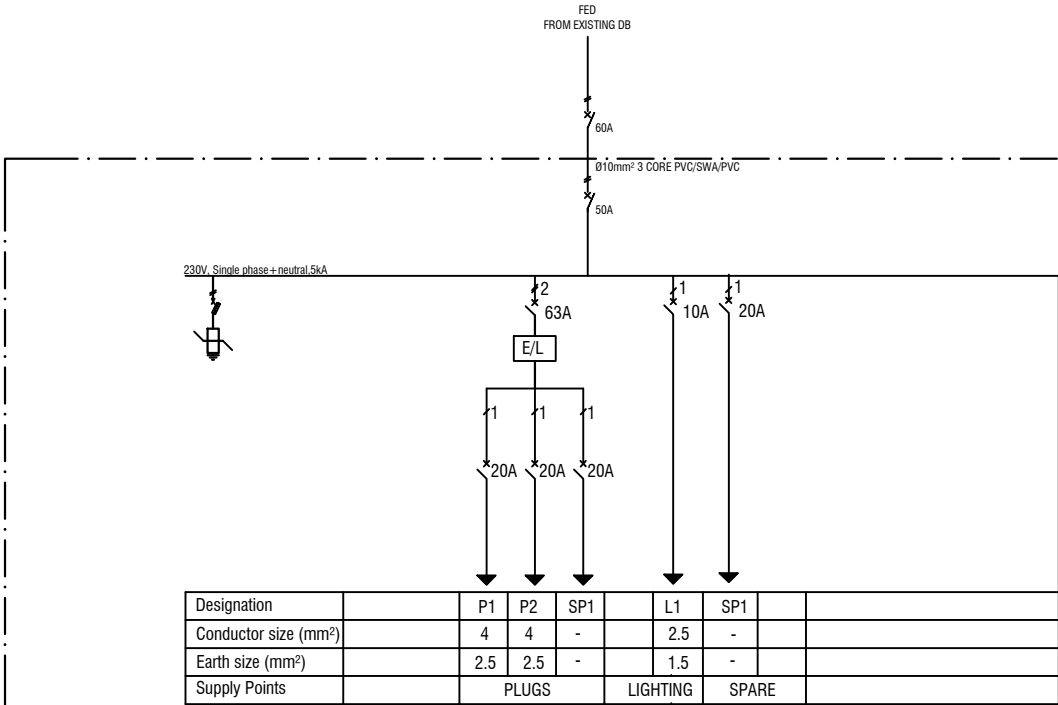 FED
FROM EXISTING DB
60A
Ø10mm² 3 CORE PVC/SWA/PVC
50A
230V, Single phase+neutral,5kA
2
63A
1
10A
1
20A
E/L
1
1
1
20A
20A
20A
Designation P1 P2 SP1 L1 SP1
Conductor size (mm²) 4 4 - 2.5 -
Earth size (mm²) 2.5 2.5 - 1.5 -
Supply Points PLUGS LIGHTING SPARE